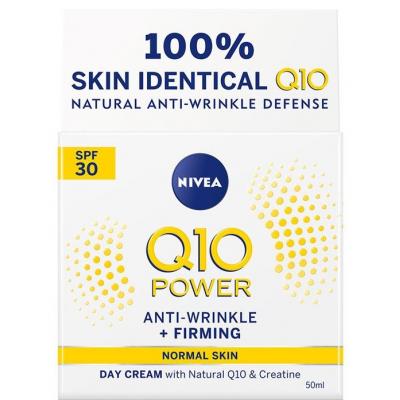 100%
SKIN IDENTICAL Q10
NATURAL ANTI-WRINKLE DEFENSE
SPF
30
NIVEA
Q10
POWER
ANTI-WRINKLE
+ FIRMING
NORMAL SKIN
DAY CREAM with Natural Q10 & Creatine
50ml